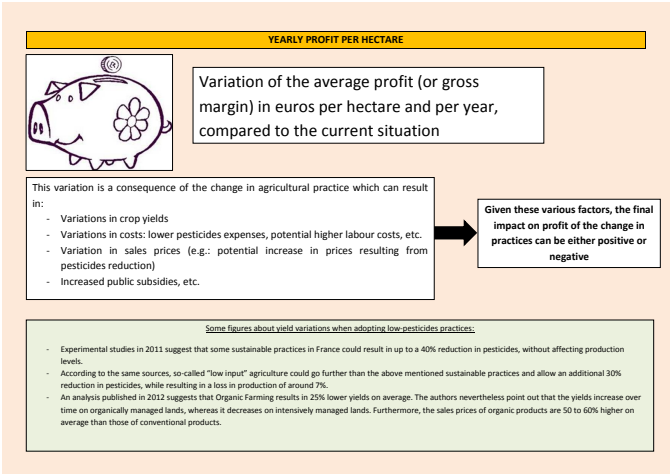 YEARLY PROFIT PER HECTARE
Variation of the average profit (or gross
margin) in euros per hectare and per year,
compared to the current situation
This variation is a consequence of the change in agricultural practice which can result
in:
- Variations in crop yields
- Variations in costs: lower pesticides expenses, potential higher labour costs, etc.
- Variation in sales prices (e.g.: potential increase in prices resulting from
pesticides reduction)
- Increased public subsidies, etc.
Given these various factors, the final
impact on profit of the change in
practices can be either positive or
negative
Some figures about yield variations when adopting low-pesticides practices:
- Experimental studies in 2011 suggest that some sustainable practices in France could result in up to a 40% reduction in pesticides, without affecting production
levels.
- According to the same sources, so-called “low input” agriculture could go further than the above mentioned sustainable practices and allow an additional 30%
reduction in pesticides, while resulting in a loss in production of around 7%.
- An analysis published in 2012 suggests that Organic Farming results in 25% lower yields on average. The authors nevertheless point out that the yields increase over
time on organically managed lands, whereas it decreases on intensively managed lands. Furthermore, the sales prices of organic products are 50 to 60% higher on
average than those of conventional products.